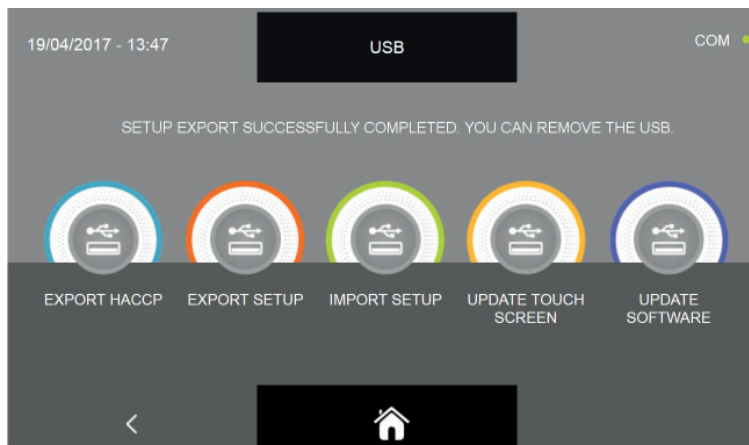 19/04/2017 - 13:47
USB
COM
SETUP EXPORT SUCCESSFULLY COMPLETED. YOU CAN REMOVE THE USB.
EXPORT HACCP
EXPORT SETUP
IMPORT SETUP
UPDATE TOUCH
SCREEN
UPDATE
SOFTWARE